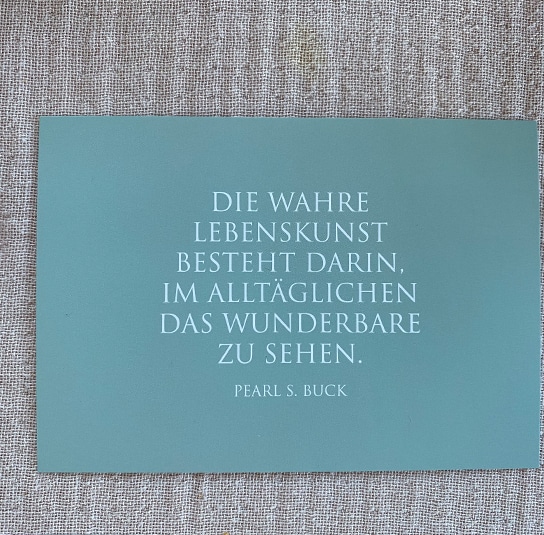 DIE WAHRE
LEBENSKUNST
BESTEHT DARIN,
IM ALLTÄGLICHEN
DAS WUNDERBARE
ZU SEHEN.
PEARL S. BUCK